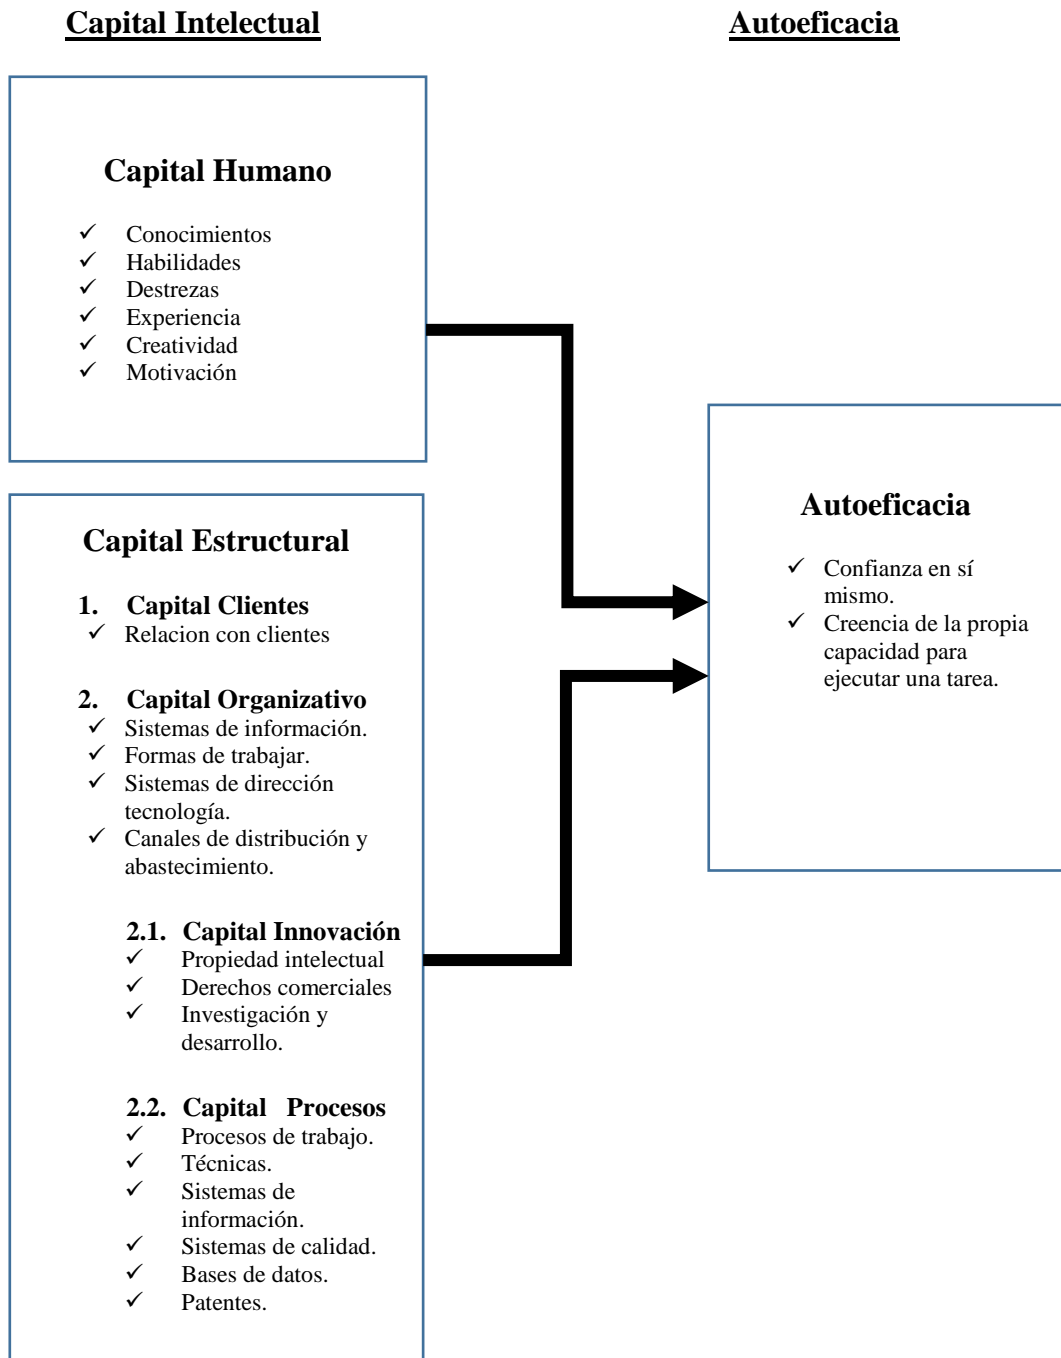 Capital Intelectual
Autoeficacia
Capital Humano
✓ Conocimientos
✓ Habilidades
✓ Destrezas
✓ Experiencia
✓ Creatividad
✓ Motivación
Capital Estructural
1. Capital Clientes
✓ Relacion con clientes
2. Capital Organizativo
✓ Sistemas de información.
✓ Formas de trabajar.
✓ Sistemas de dirección
tecnología.
✓ Canales de distribución y
abastecimiento.
2.1. Capital Innovación
✓ Propiedad intelectual
✓ Derechos comerciales
✓ Investigación y
desarrollo.
2.2. Capital Procesos
✓ Procesos de trabajo.
✓ Técnicas.
✓ Sistemas de
información.
✓ Sistemas de calidad.
✓ Bases de datos.
✓ Patentes.
Autoeficacia
✓ Confianza en sí
mismo.
✓ Creencia de la propia
capacidad para
ejecutar una tarea.